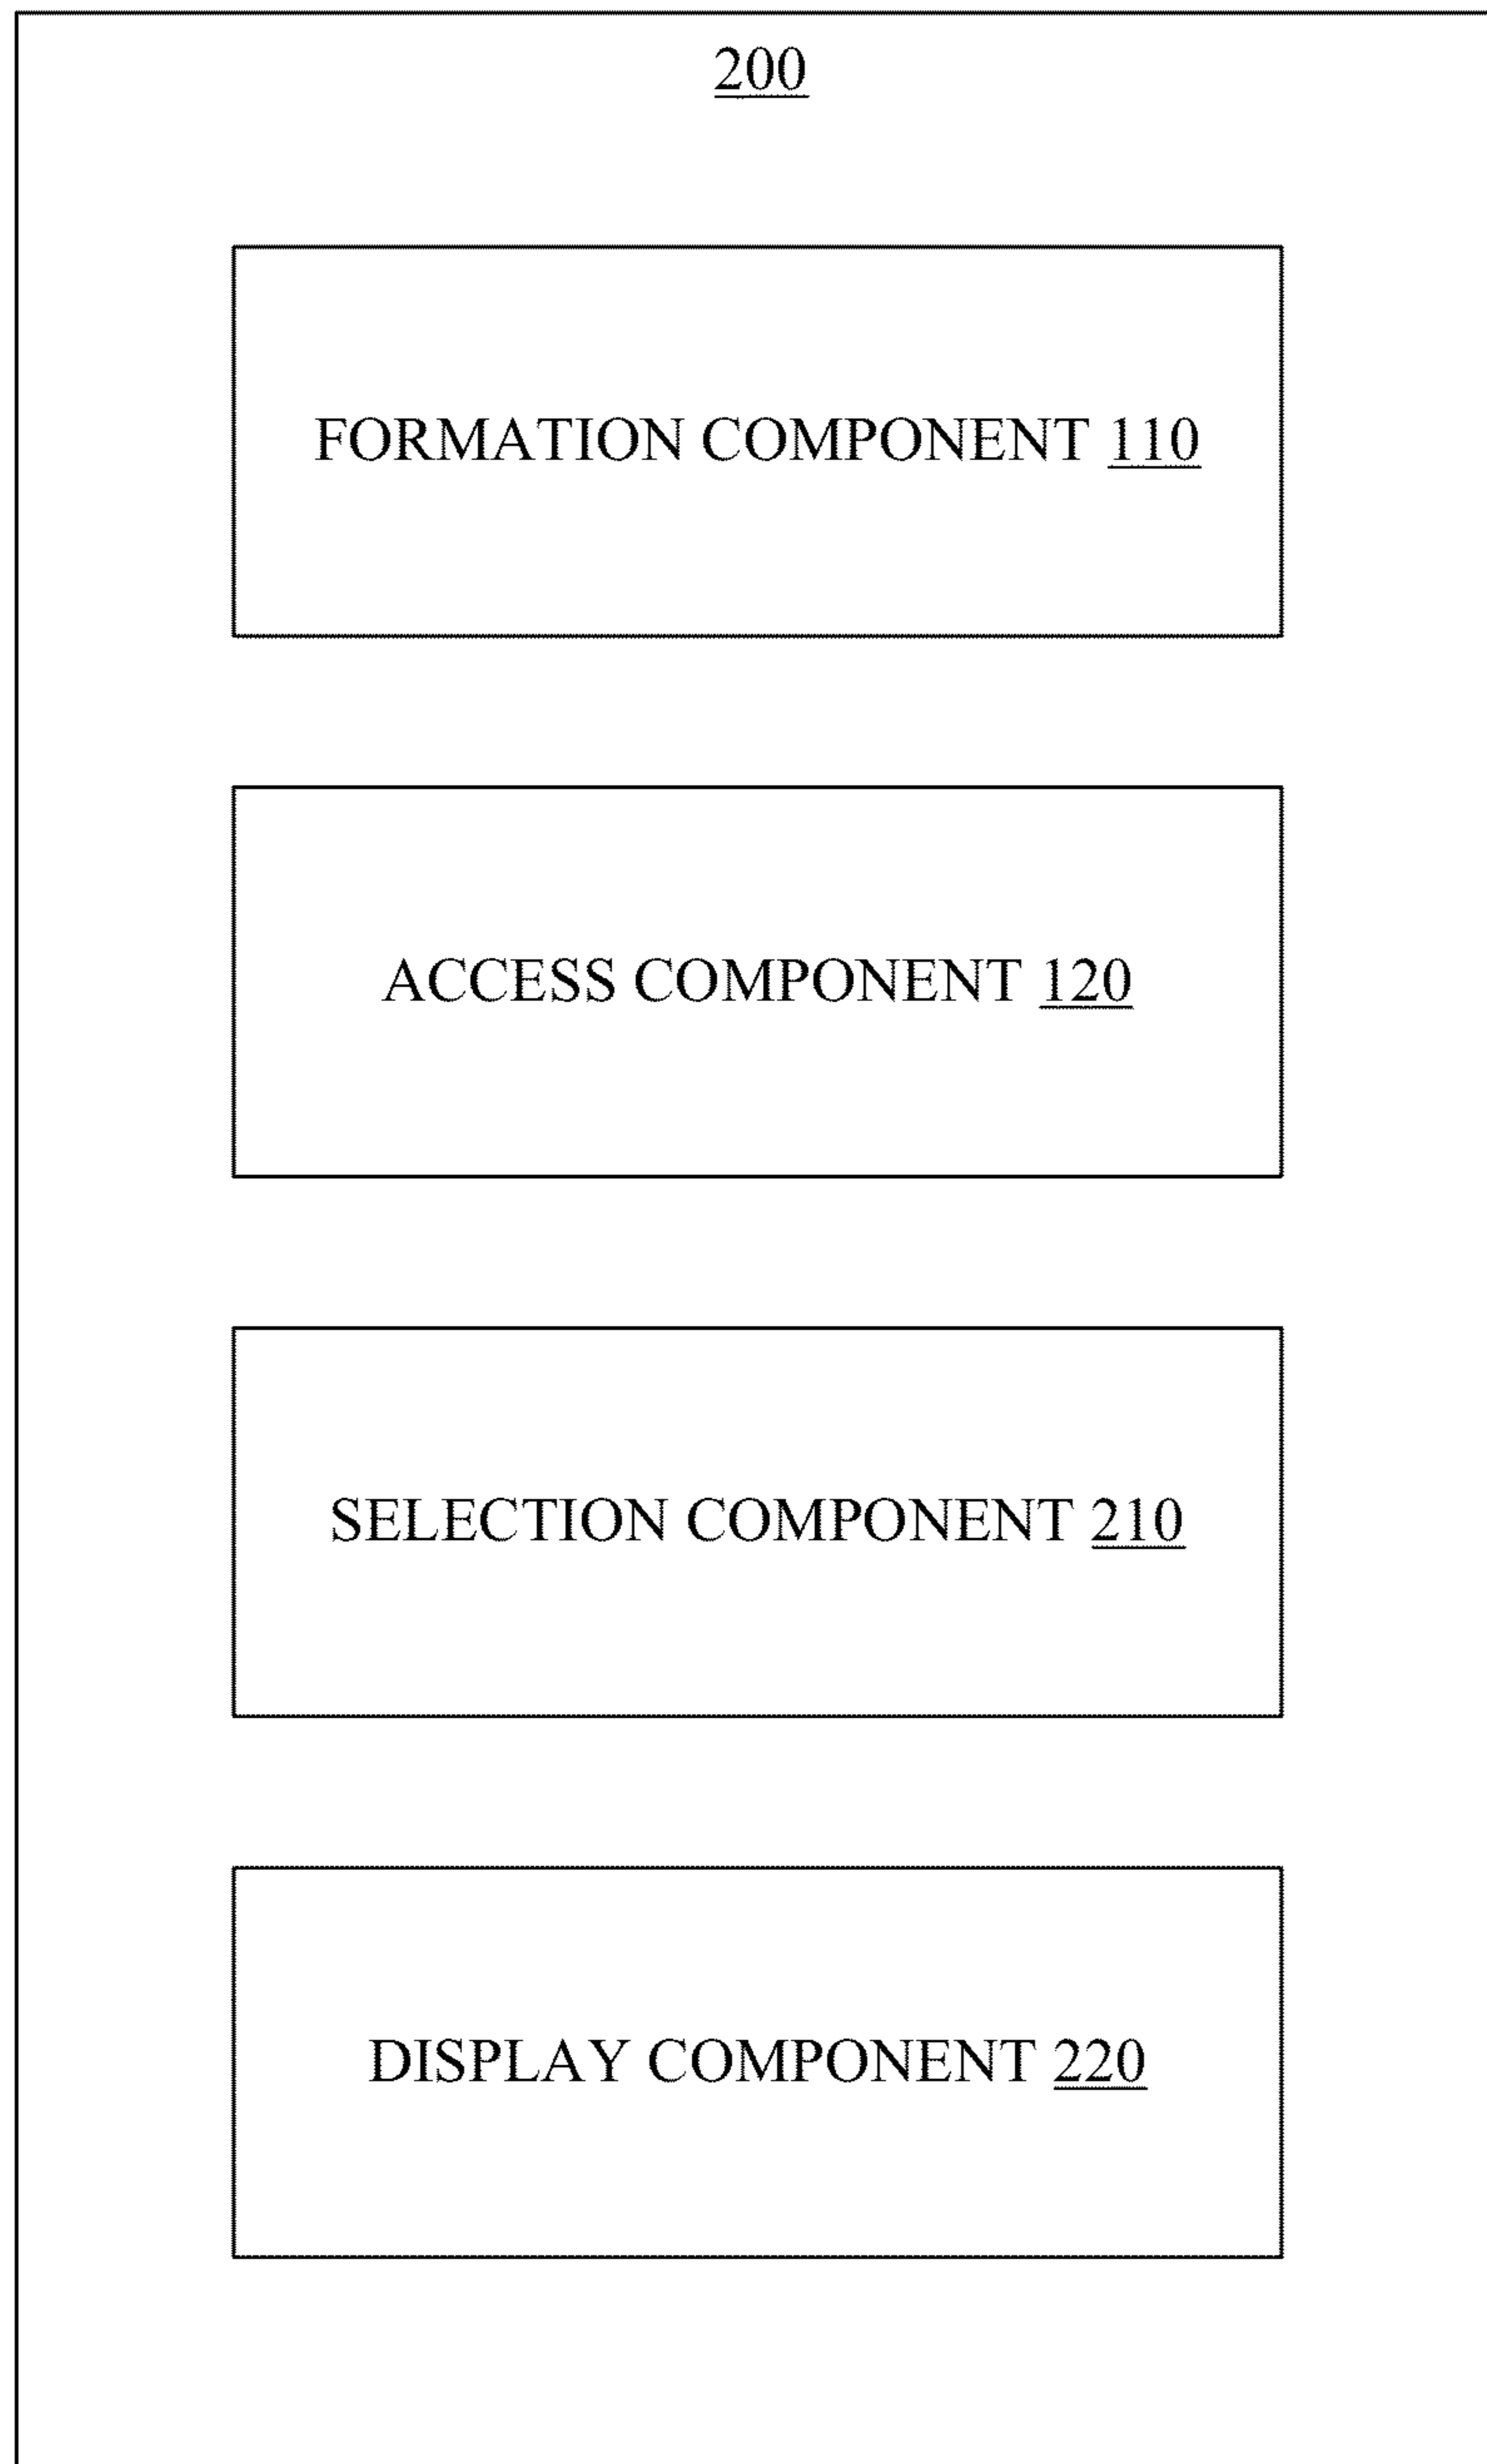 200
FORMATION COMPONENT 110
ACCESS COMPONENT 120
SELECTION COMPONENT 210
DISPLAY COMPONENT 220